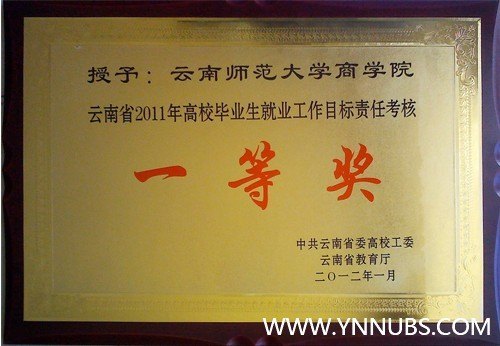 授予：云南师范大学商学院
云南省2011年高校毕业生就业工作目标责任考核
一等奖
中共云南省委高校工委
云南省教育厅
二〇一二年一月
WWW.YNNUBS.COM